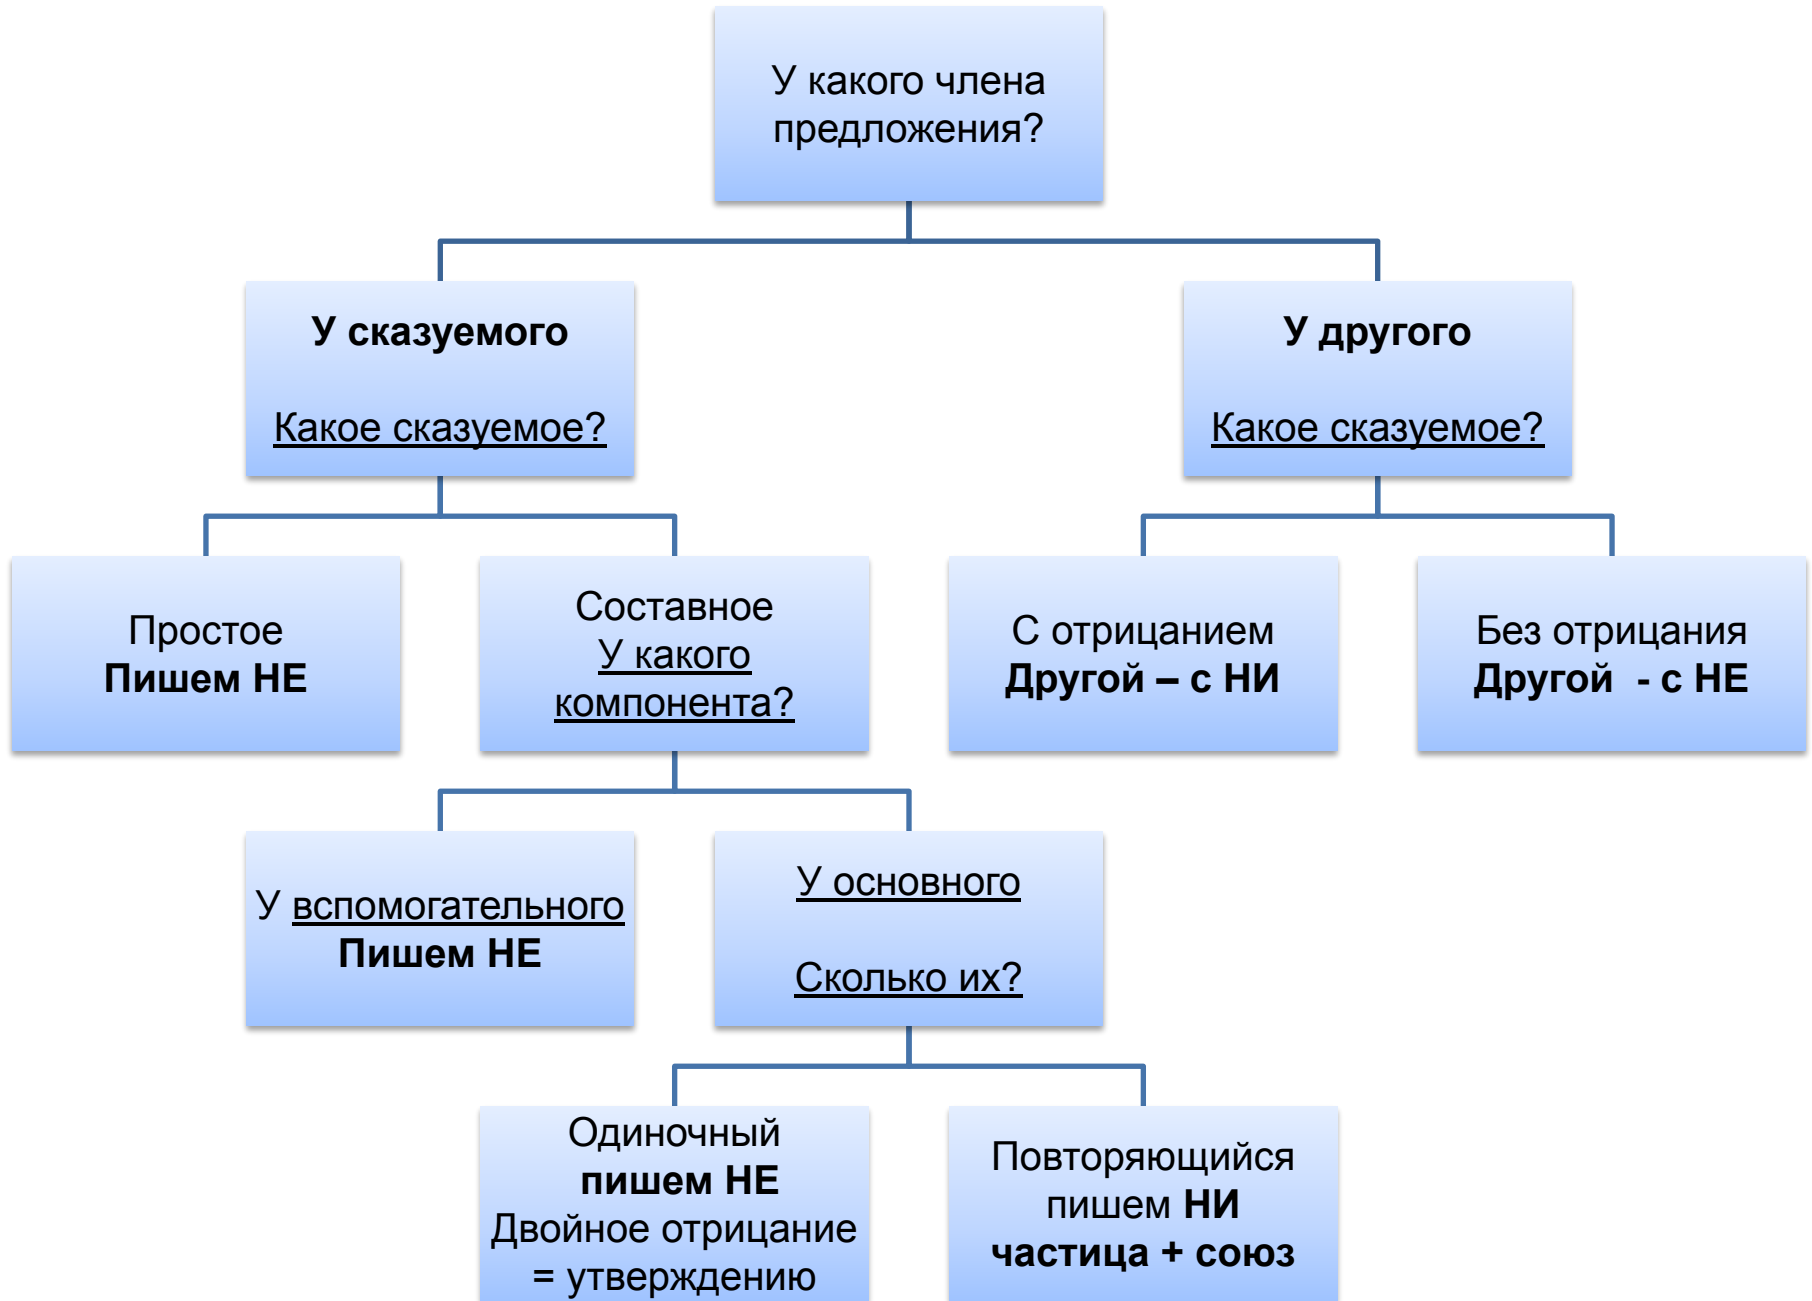 У какого члена
предложения?
У сказуемого
Какое сказуемое?
У другого
Какое сказуемое?
Простое
Пишем НЕ
Составное
У какого
компонента?
С отрицанием
Другой – с НИ
Без отрицания
Другой - с НЕ
У вспомогательного
Пишем НЕ
У основного
Сколько их?
Одиночный
пишем НЕ
Двойное отрицание
= утверждению
Повторяющийся
пишем НИ
частица + союз